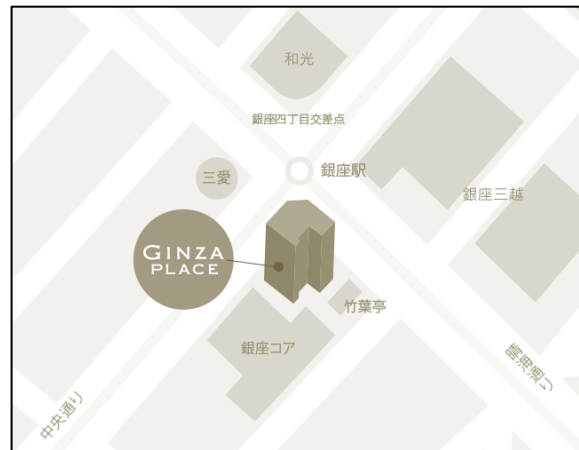 和光
銀座四丁目交差点
銀座駅
三愛
銀座三越
GINZA
PLACE
竹葉亭
銀座コア
晴海通り
中央通り